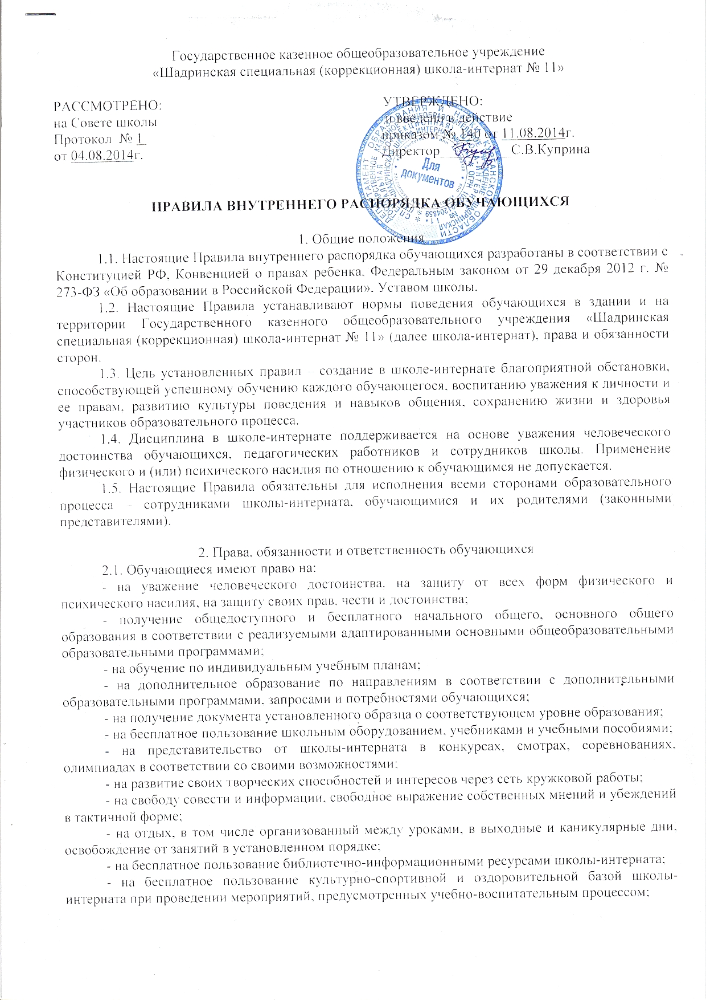 Государственное казенное общеобразовательное учреждение
«Шадринская специальная (коррекционная) школа-интернат № 11»
РАССМОТРЕНО:
на Совете школы
Протокол № 1
от 04.08.2014г.
УТВЕРЖДЕНО:
и введено в действие
приказом № 140 от 11.08.2014г.
Директор С.В.Куприна
Для
документов
ПРАВИЛА ВНУТРЕННЕГО РАСПОРЯДКА ОБУЧАЮЩИХСЯ
1. Общие положения
1.1. Настоящие Правила внутреннего распорядка обучающихся разработаны в соответствии с
Конституцией РФ, Конвенцией о правах ребенка, Федеральным законом от 29 декабря 2012 г. №
273-ФЗ «Об образовании в Российской Федерации», Уставом школы.
1.2. Настоящие Правила устанавливают нормы поведения обучающихся в здании и на
территории Государственного казенного общеобразовательного учреждения «Шадринская
специальная (коррекционная) школа-интернат № 11» (далее школа-интернат), права и обязанности
сторон.
1.3. Цель установленных правил – создание в школе-интернате благоприятной обстановки,
способствующей успешному обучению каждого обучающегося, воспитанию уважения к личности и
ее правам, развитию культуры поведения и навыков общения, сохранению жизни и здоровья
участников образовательного процесса.
1.4. Дисциплина в школе-интернате поддерживается на основе уважения человеческого
достоинства обучающихся, педагогических работников и сотрудников школы. Применение
физического и (или) психического насилия по отношению к обучающимся не допускается.
1.5. Настоящие Правила обязательны для исполнения всеми сторонами образовательного
процесса – сотрудниками школы-интерната, обучающимися и их родителями (законными
представителями).
2. Права, обязанности и ответственность обучающихся
2.1. Обучающиеся имеют право на:
- на уважение человеческого достоинства, на защиту от всех форм физического и
психического насилия, на защиту своих прав, чести и достоинства;
- получение общедоступного и бесплатного начального общего, основного общего
образования в соответствии с реализуемыми адаптированными основными общеобразовательными
образовательными программами;
- на обучение по индивидуальным учебным планам;
- на дополнительное образование по направлениям в соответствии с дополнительными
образовательными программами, запросами и потребностями обучающихся;
- на получение документа установленного образца о соответствующем уровне образования;
- на бесплатное пользование школьным оборудованием, учебниками и учебными пособиями;
- на представительство от школы-интерната в конкурсах, смотрах, соревнованиях,
олимпиадах в соответствии со своими возможностями;
- на развитие своих творческих способностей и интересов через сеть кружковой работы;
- на свободу совести и информации, свободное выражение собственных мнений и убеждений
в тактичной форме;
- на отдых, в том числе организованный между уроками, в выходные и каникулярные дни,
освобождение от занятий в установленном порядке;
- на бесплатное пользование библиотечно-информационными ресурсами школы-интерната;
- на бесплатное пользование культурно-спортивной и оздоровительной базой школы-
интерната при проведении мероприятий, предусмотренных учебно-воспитательным процессом;